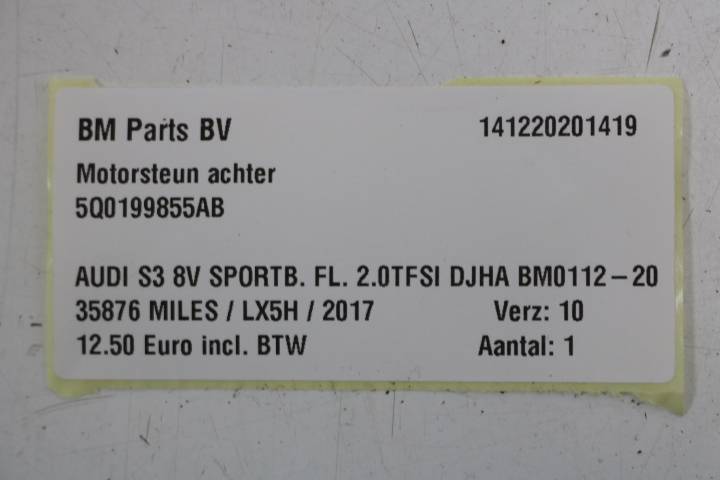 BM Parts BV 141220201419
Motorsteun achter
5Q0199855AB
AUDI S3 8V SPORTB. FL. 2.0TFSI DJHA BM0112-20
35876 MILES / LX5H / 2017 Verz: 10
12.50 Euro incl. BTW Aantal: 1